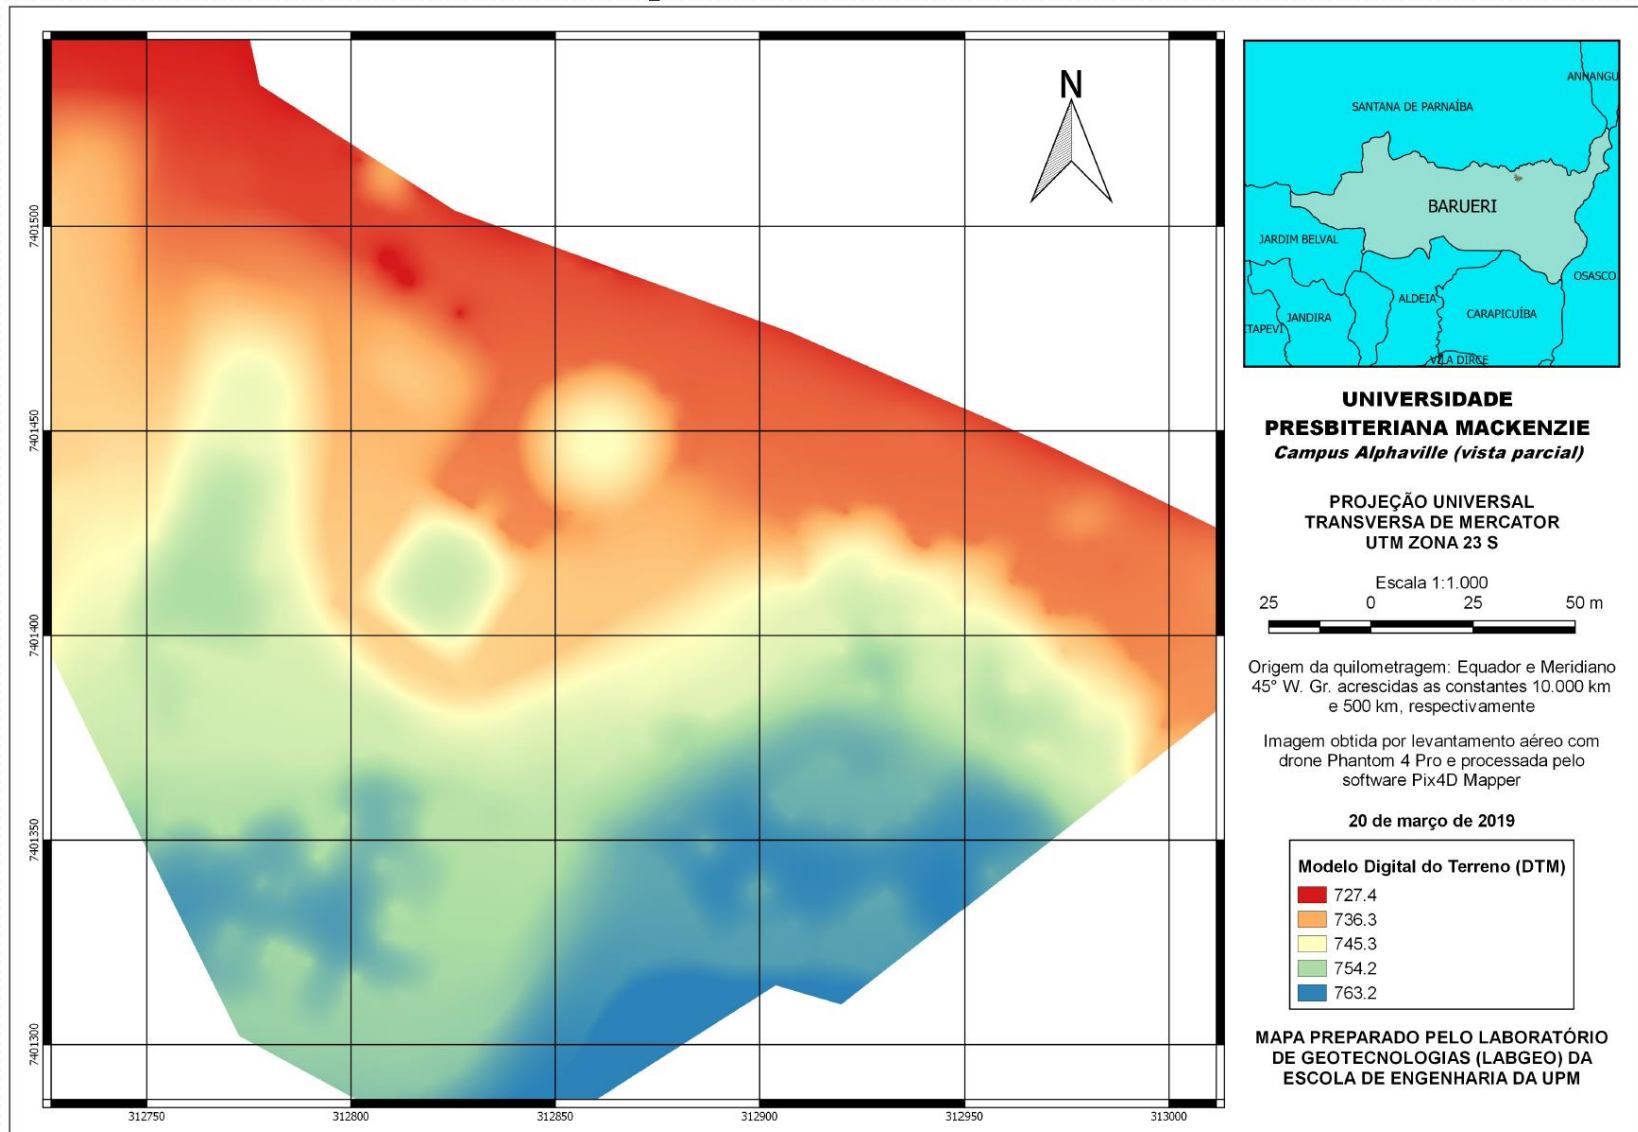 N
7401500
7401450
7401400
7401350
7401300
312750
312800
312850
312900
312950
313000
ANHANGU
SANTANA DE PARNAÍBA
BARUERI
JARDIM BELVAL
OSASCO
ALDEIA
CARAPICUÍBA
JANDIRA
ITAPEVI
VILA DIRCE
UNIVERSIDADE
PRESBITERIANA MACKENZIE
Campus Alphaville (vista parcial)
PROJEÇÃO UNIVERSAL
TRANSVERSA DE MERCATOR
UTM ZONA 23 S
Escala 1:1.000
25 0 25 50 m
Origem da quilometragem: Equador e Meridiano
45° W. Gr. acrescidas as constantes 10.000 km
e 500 km, respectivamente
Imagem obtida por levantamento aéreo com
drone Phantom 4 Pro e processada pelo
software Pix4D Mapper
20 de março de 2019
Modelo Digital do Terreno (DTM)
727.4
736.3
745.3
754.2
763.2
MAPA PREPARADO PELO LABORATÓRIO
DE GEOTECNOLOGIAS (LABGEO) DA
ESCOLA DE ENGENHARIA DA UPM